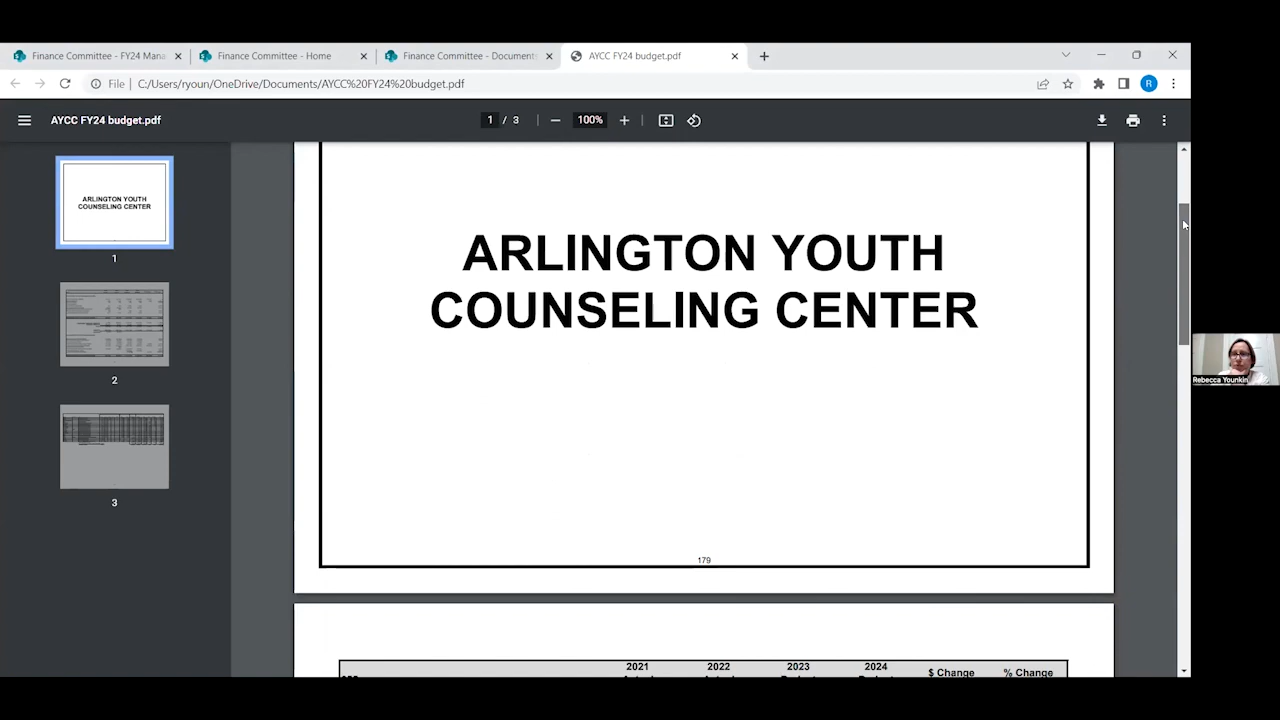 Finance Committee - FY24 Mana
Finance Committee - Home
Finance Committee - Documents
AYCC FY24 budget.pdf
File
C:/Users/ryoun/OneDrive/Documents/AYCC%20FY24%20budget.pdf
R
AYCC FY24 budget.pdf
1 / 3
100%
ARLINGTON YOUTH
COUNSELING CENTER
1
2
3
ARLINGTON YOUTH
COUNSELING CENTER
179
2021 2022 2023 2024
$ Change % Change
Rebecca Younkin